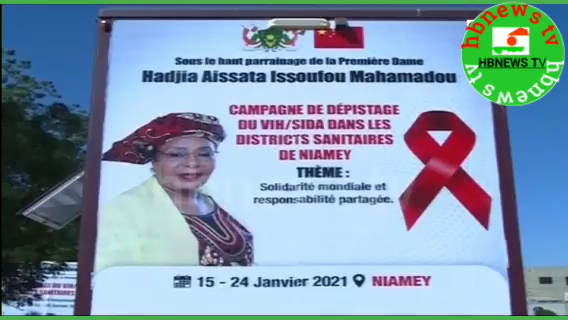 Sous le haut parrainage de la Première Dame
Hadjia Aissata Issoufou Mahamadou
CAMPAGNE DE DÉPISTAGE
DU VIH/SIDA DANS LES
DISTRICTS SANITAIRES
DE NIAMEY
THÈME :
Solidarité mondiale et
responsabilité partagée.
15 - 24 Janvier 2021 NIAMEY
hbnews tv
HBNEWS TV
hbnews tv